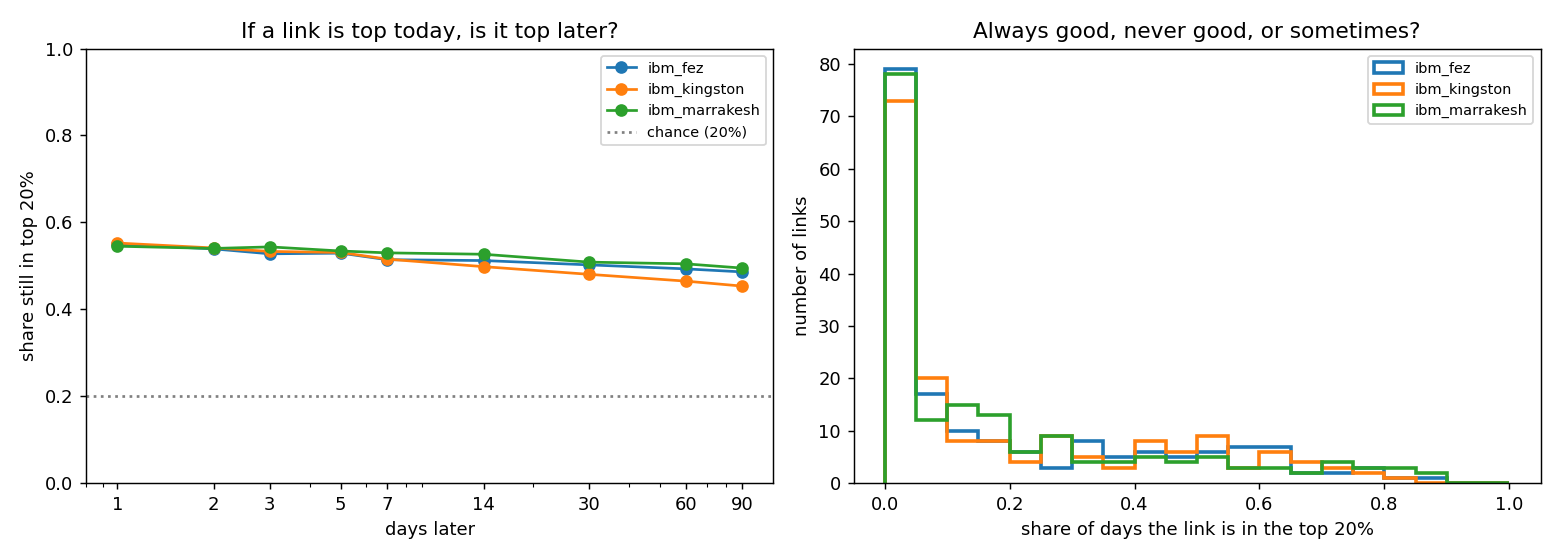 If a link is top today, is it top later?
1.0
0.8
0.6
0.4
0.2
0.0
share still in top 20%
ibm_fez
ibm_kingston
ibm_marrakesh
chance (20%)
1 2 3 5 7 14 30 60 90
days later
Always good, never good, or sometimes?
80
70
60
50
40
30
20
10
0
number of links
ibm_fez
ibm_kingston
ibm_marrakesh
0.0 0.2 0.4 0.6 0.8 1.0
share of days the link is in the top 20%